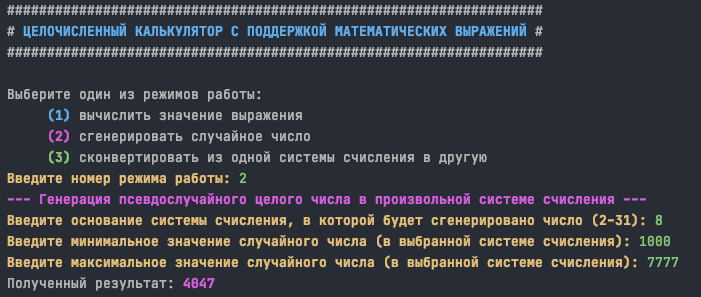 ###################################################################
# ЦЕЛОЧИСЛЕННЫЙ КАЛЬКУЛЯТОР С ПОДДЕРЖКОЙ МАТЕМАТИЧЕСКИХ ВЫРАЖЕНИЙ #
###################################################################
Выберите один из режимов работы:
(1) вычислить значение выражения
(2) сгенерировать случайное число
(3) сконвертировать из одной системы счисления в другую
Введите номер режима работы: 2
--- Генерация псевдослучайного целого числа в произвольной системе счисления ---
Введите основание системы счисления, в которой будет сгенерировано число (2-31): 8
Введите минимальное значение случайного числа (в выбранной системе счисления): 1000
Введите максимальное значение случайного числа (в выбранной системе счисления): 7777
Полученный результат: 4047